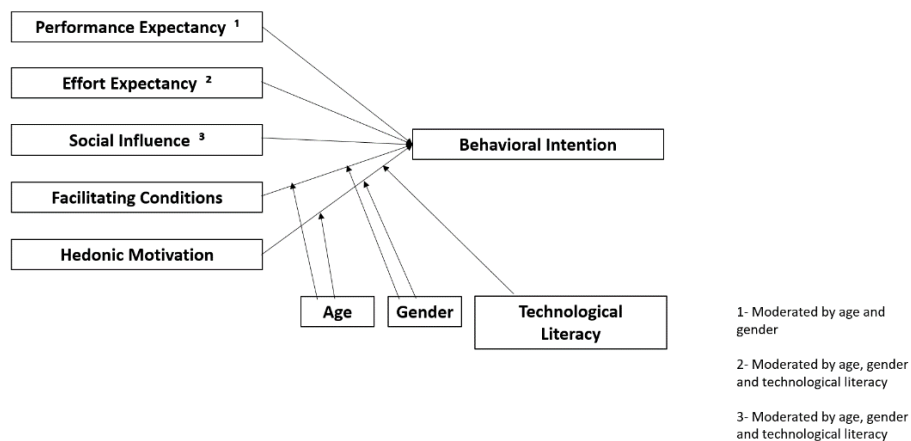 Performance Expectancy ¹
Effort Expectancy ²
Social Influence ³
Behavioral Intention
Facilitating Conditions
Hedonic Motivation
Age
Gender
Technological
Literacy
1- Moderated by age and
gender
2- Moderated by age, gender
and technological literacy
3- Moderated by age, gender
and technological literacy